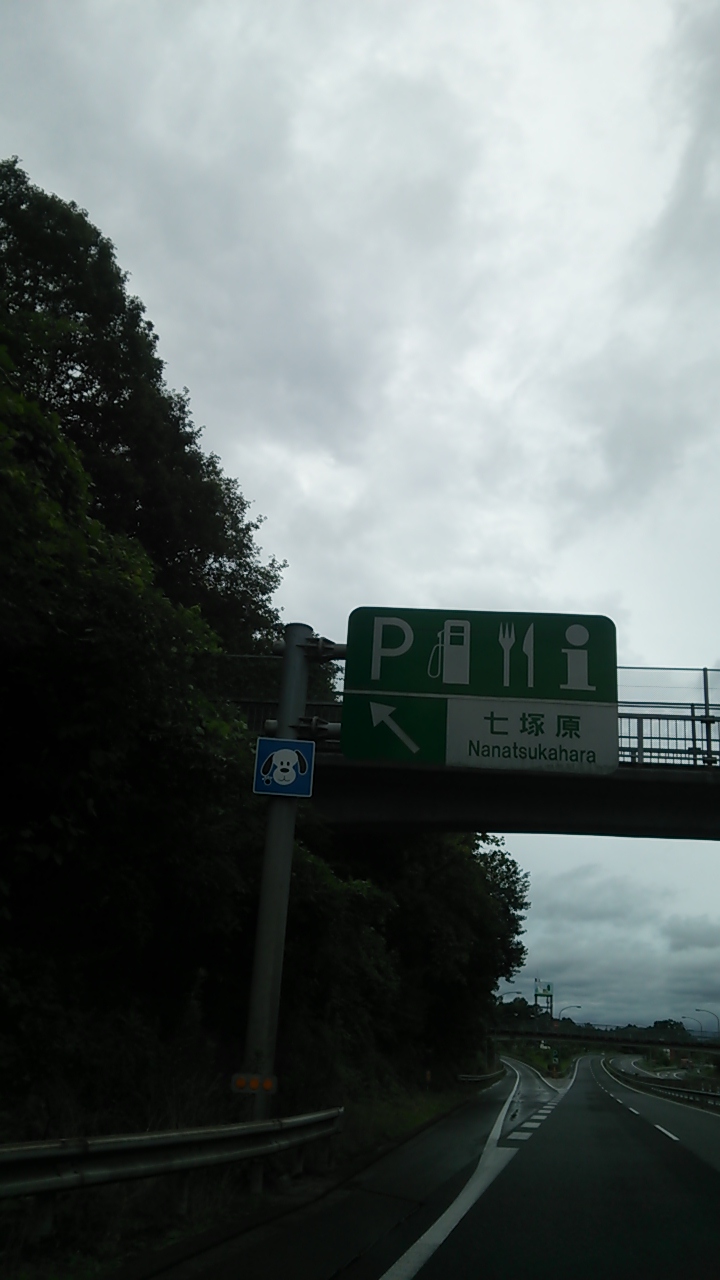 P
七塚原
Nanatsukahara